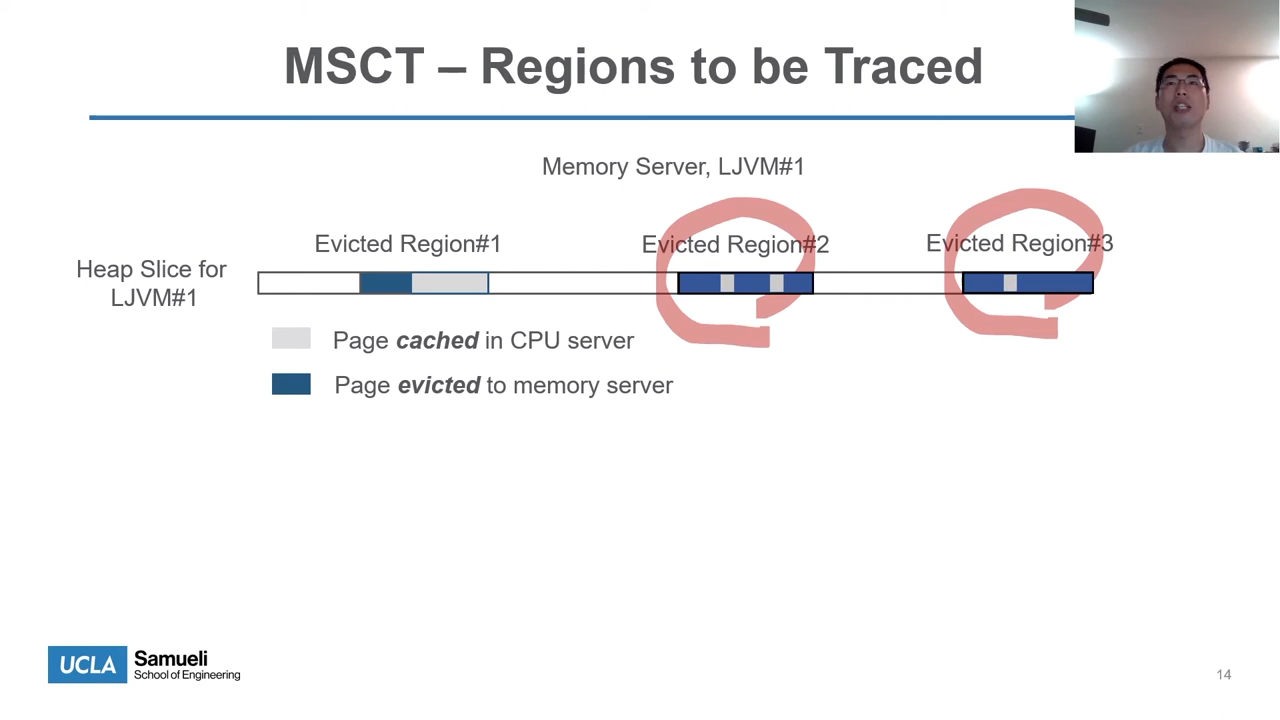 MSCT – Regions to be Traced
Memory Server, LJVM#1
Evicted Region#1
Evicted Region#2
Evicted Region#3
Heap Slice for
LJVM#1
Page cached in CPU server
Page evicted to memory server
UCLA Samueli
School of Engineering
14